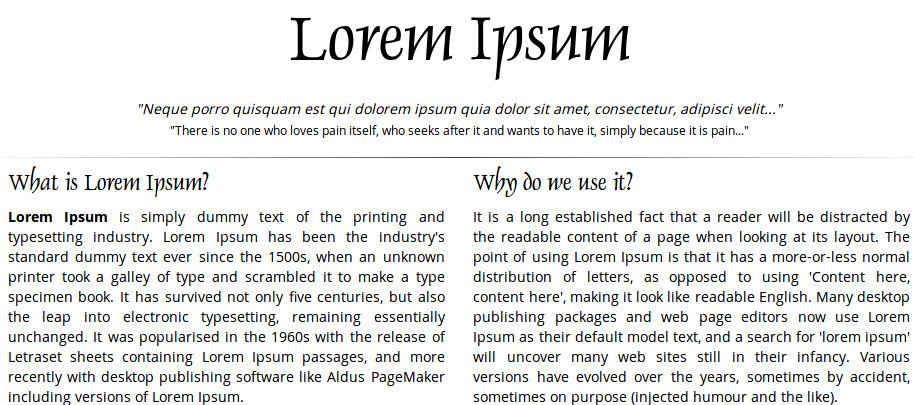 Lorem Ipsum
"Neque porro quisquam est qui dolorem ipsum quia dolor sit amet, consectetur, adipisci velit..."
"There is no one who loves pain itself, who seeks after it and wants to have it, simply because it is pain..."
What is Lorem Ipsum?
Lorem Ipsum is simply dummy text of the printing and
typesetting industry. Lorem Ipsum has been the industry's
standard dummy text ever since the 1500s, when an unknown
printer took a galley of type and scrambled it to make a type
specimen book. It has survived not only five centuries, but also
the leap into electronic typesetting, remaining essentially
unchanged. It was popularised in the 1960s with the release of
Letraset sheets containing Lorem Ipsum passages, and more
recently with desktop publishing software like Aldus PageMaker
including versions of Lorem Ipsum.
Why do we use it?
It is a long established fact that a reader will be distracted by
the readable content of a page when looking at its layout. The
point of using Lorem Ipsum is that it has a more-or-less normal
distribution of letters, as opposed to using 'Content here,
content here', making it look like readable English. Many desktop
publishing packages and web page editors now use Lorem
Ipsum as their default model text, and a search for 'lorem ipsum'
will uncover many web sites still in their infancy. Various
versions have evolved over the years, sometimes by accident,
sometimes on purpose (injected humour and the like).